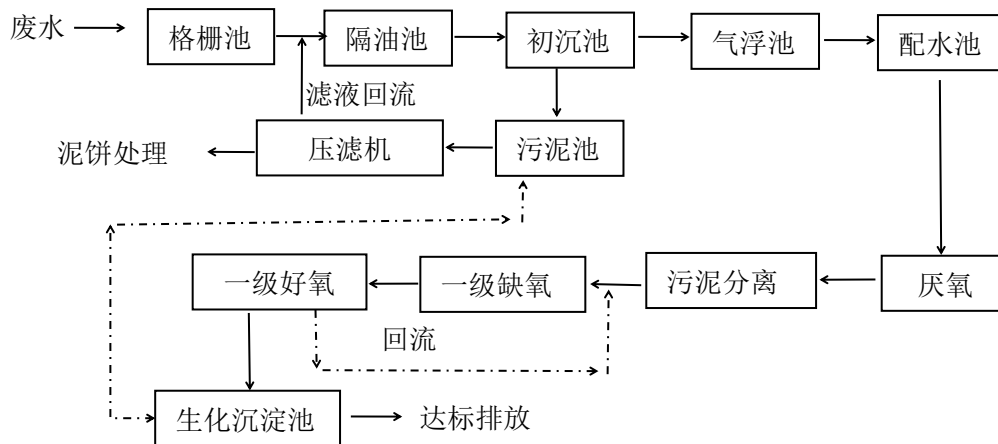 废水
格栅池
隔油池
初沉池
气浮池
配水池
滤液回流
泥饼处理
压滤机
污泥池
一级好氧
一级缺氧
污泥分离
厌氧
回流
生化沉淀池
达标排放